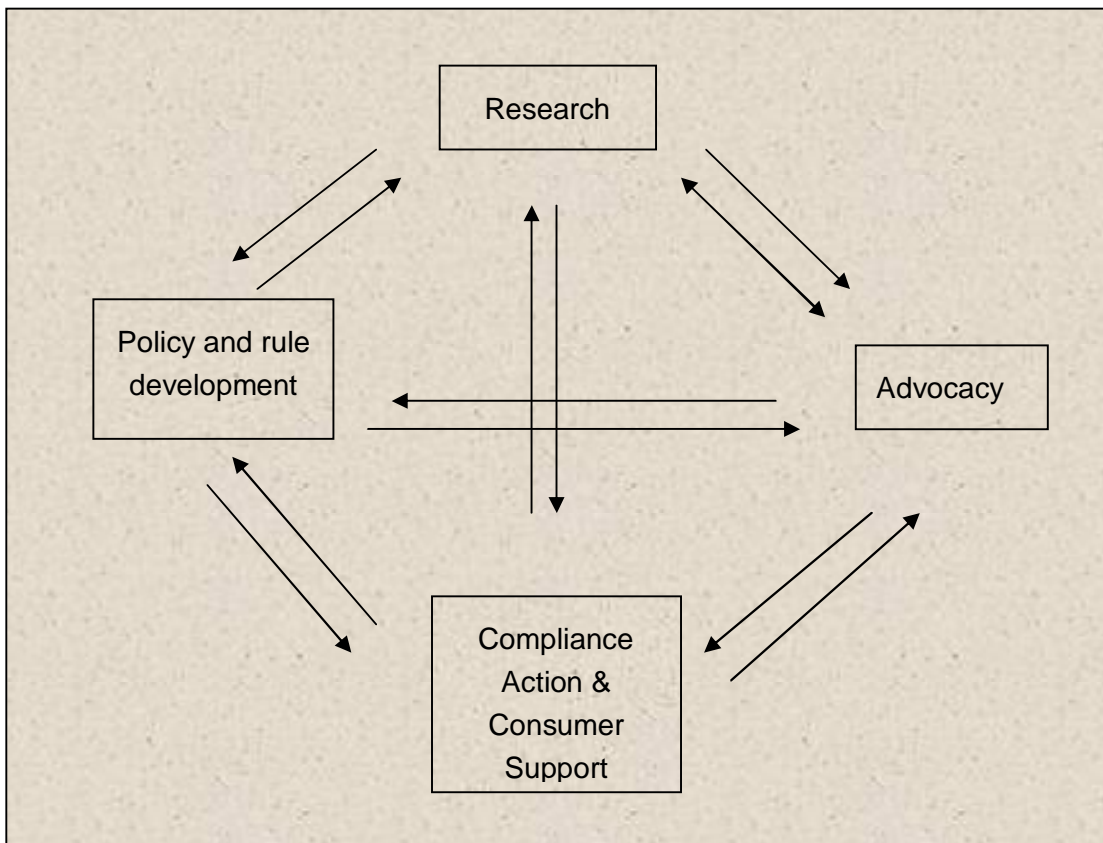 Research
Policy and rule
development
Advocacy
Compliance
Action &
Consumer
Support